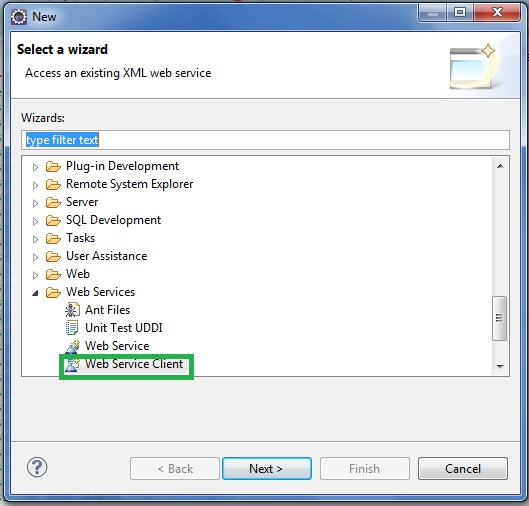 New
Select a wizard
Access an existing XML web service
Wizards:
type filter text
Plug-in Development
Remote System Explorer
Server
SQL Development
Tasks
User Assistance
Web
Web Services
Ant Files
Unit Test UDDI
Web Service
Web Service Client
?
< Back
Next >
Finish
Cancel